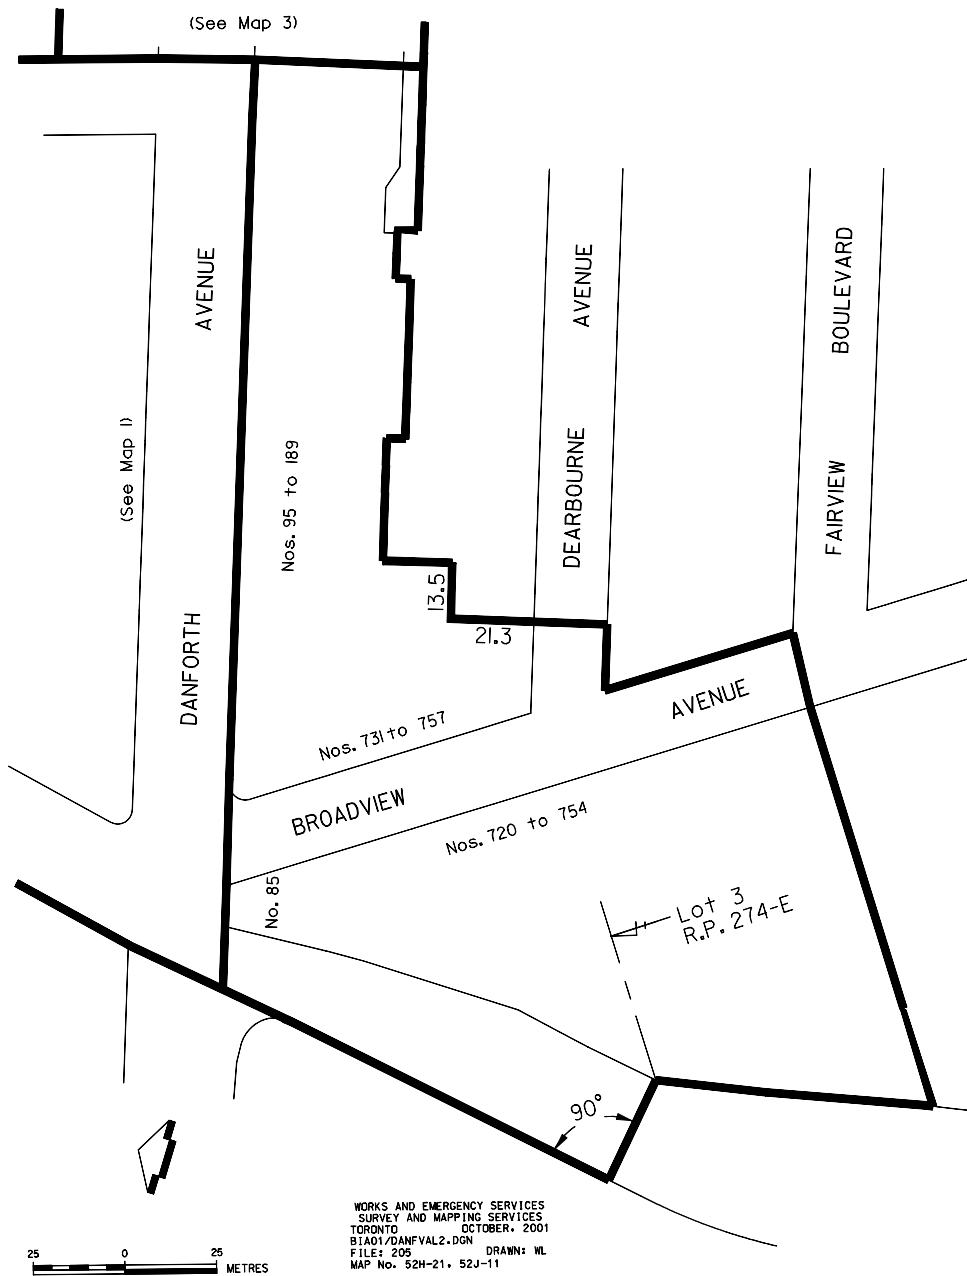 (See Map 3)
AVENUE
AVENUE
BOULEVARD
(See Map 1)
Nos. 95 to 189
DEARBOURNE
FAIRVIEW
13.5
21.3
DANFORTH
AVENUE
Nos. 731 to 757
BROADVIEW
Nos. 720 to 754
No. 85
Lot 3
R.P. 274-E
90°
WORKS AND EMERGENCY SERVICES
SURVEY AND MAPPING SERVICES
TORONTO OCTOBER, 2001
BIA01/DANFVAL2.DGN
FILE: 205 DRAWN: WL
MAP No. 52H-21, 52J-11
25 0 25
METRES